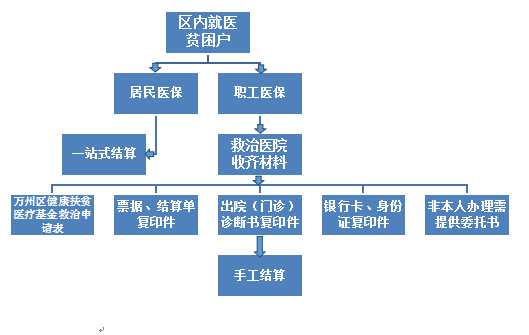 区内就医
贫困户
居民医保
职工医保
一站式结算
救治医院
收齐材料
万州区健康扶贫
医疗基金救治申
请表
票据、结算单
复印件
出院（门诊）
诊断书复印件
银行卡、身份
证复印件
非本人办理需
提供委托书
手工结算